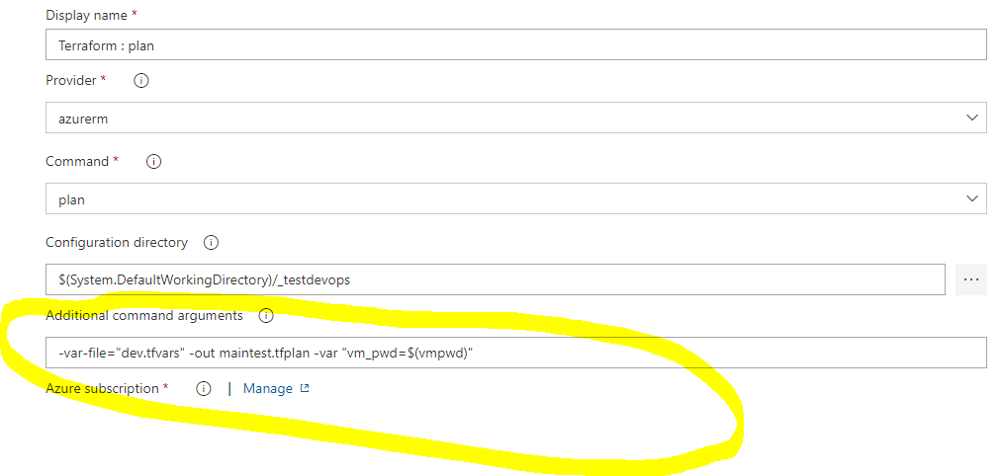 Display name *
Terraform : plan
Provider *
azurerm
Command *
plan
Configuration directory
$(System.DefaultWorkingDirectory)/_testdevops
Additional command arguments
-var-file="dev.tfvars" -out maintest.tfplan -var "vm_pwd=$(vmpwd)"
Azure subscription * | Manage